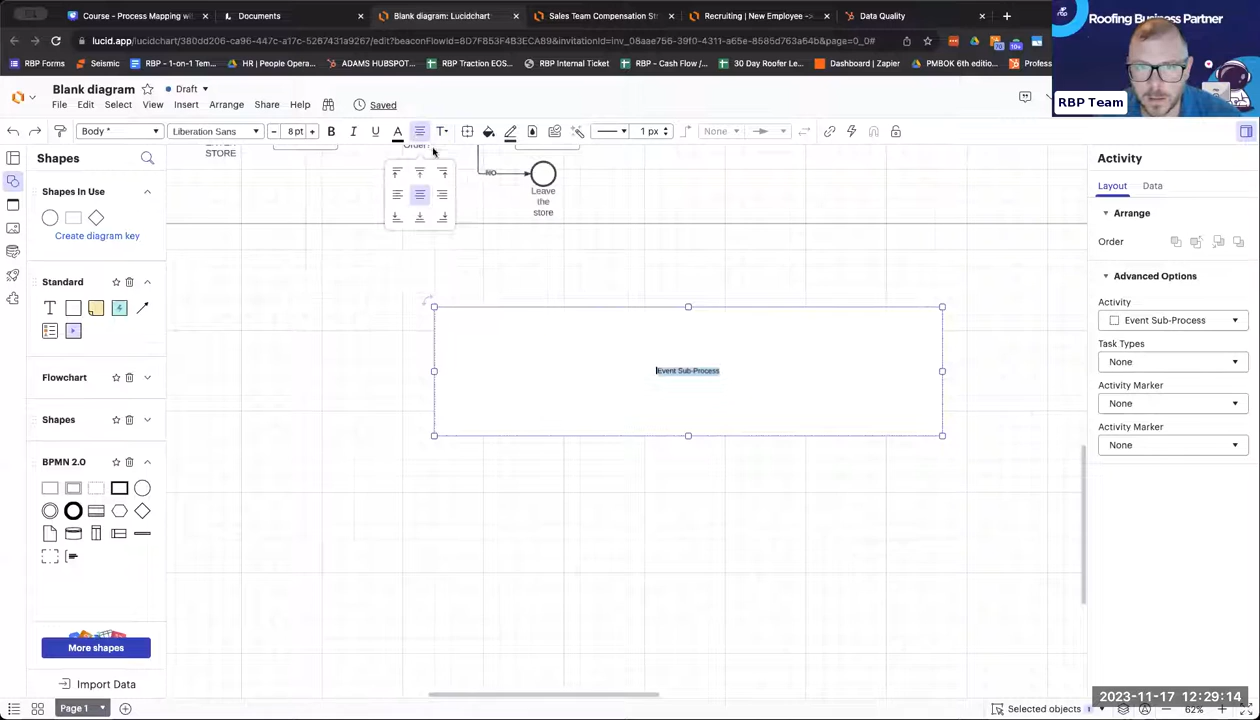 Course - Process Mapping wit
Documents
Blank diagram: Lucidchart
Sales Team Compensation St
Recruiting | New Employee ->
Data Quality
lucid.app/lucidchart/380dd206-ca96-447c-a17c-5267431a9267/edit?beaconFlowId=8D7F853F4B3ECA89&invitationId=inv_08aae756-39f0-4311-a65e-8585d763a64b&page=0_0#
RBP Forms
Seismic
RBP - 1-on-1 Tem...
HR | People Opera...
ADAMS HUBSPOT...
RBP Traction EOS...
RBP Internal Ticket
RBP - Cash Flow /...
30 Day Roofer Le...
Dashboard | Zapier
PMBOK 6th editio...
Profess
Roofing Business Partner
RBP Team
Blank diagram
Draft
File Edit Select View Insert Arrange Share Help
Saved
Body *
Liberation Sans
8 pt
B I U A T
1 px
None
Shapes
Shapes In Use
Create diagram key
Standard
T
Flowchart
Shapes
BPMN 2.0
More shapes
Import Data
STORE
Order?
NO
Leave
the
store
Event Sub-Process
Activity
Layout
Data
Arrange
Order
Advanced Options
Activity
Event Sub-Process
Task Types
None
Activity Marker
None
Activity Marker
None
Page 1
2023-11-17 12:29:14
Selected objects
1
62%